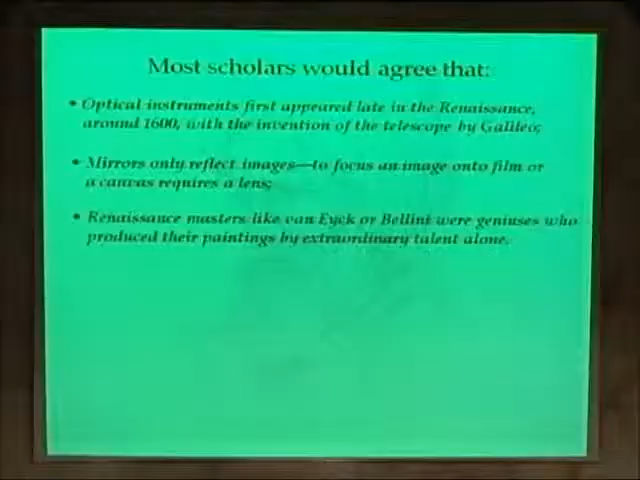 Most scholars would agree that:
• Optical instruments first appeared late in the Renaissance,
around 1600, with the invention of the telescope by Galileo;
• Mirrors only reflect images—to focus an image onto film or
a canvas requires a lens;
• Renaissance masters like van Eyck or Bellini were geniuses who
produced their paintings by extraordinary talent alone.